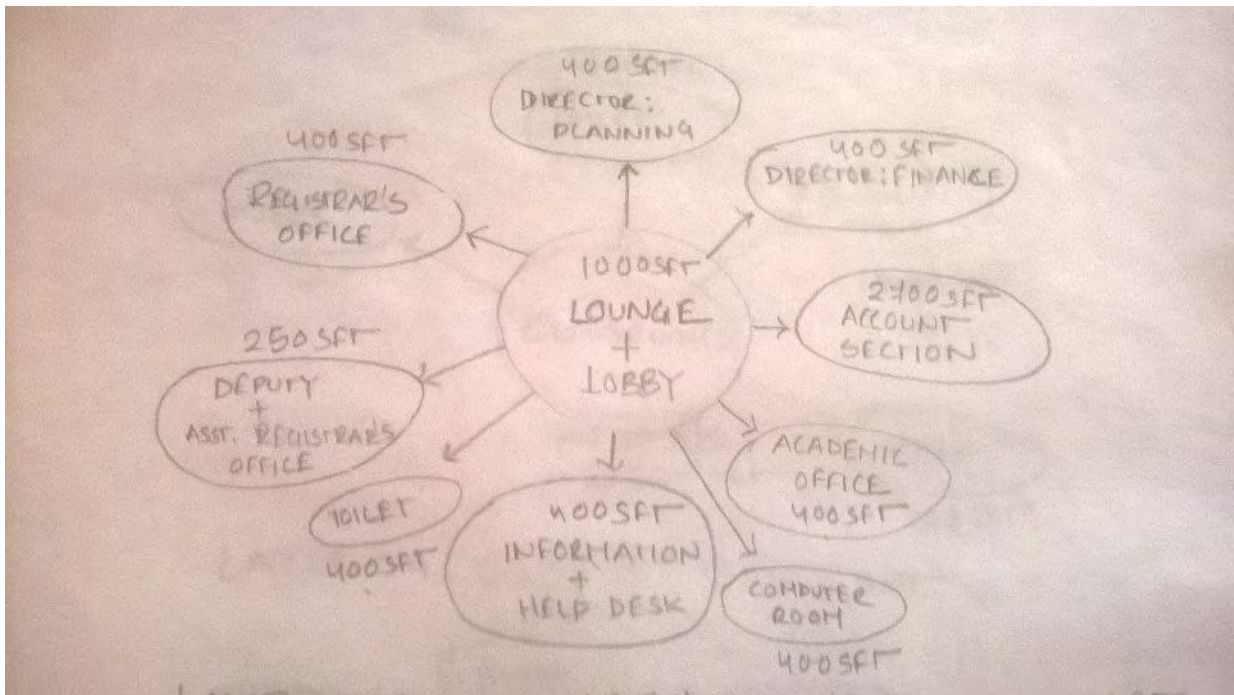 400 SFT
DIRECTOR:
PLANNING
400 SFT
REGISTRAR'S
OFFICE
400 SFT
DIRECTOR: FINANCE
1000 SFT
LOUNGE
+
LOBBY
SFT
ACCOUNT
SECTION
250 SFT
DEPUTY
+
ASST. REGISTRAR'S
OFFICE
ACADEMIC
OFFICE
400 SFT
TOILET
400 SFT
400 SFT
INFORMATION
+
HELP DESK
COMPUTER
ROOM
400 SFT